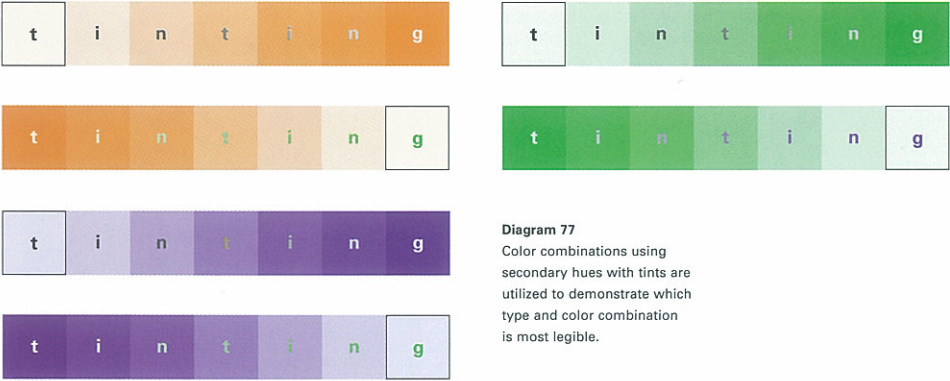 t i n t i n g
t i n t i n g
t i n t i n g
t i n t i n g
t i n t i n g
t i n t i n g
Diagram 77
Color combinations using
secondary hues with tints are
utilized to demonstrate which
type and color combination
is most legible.